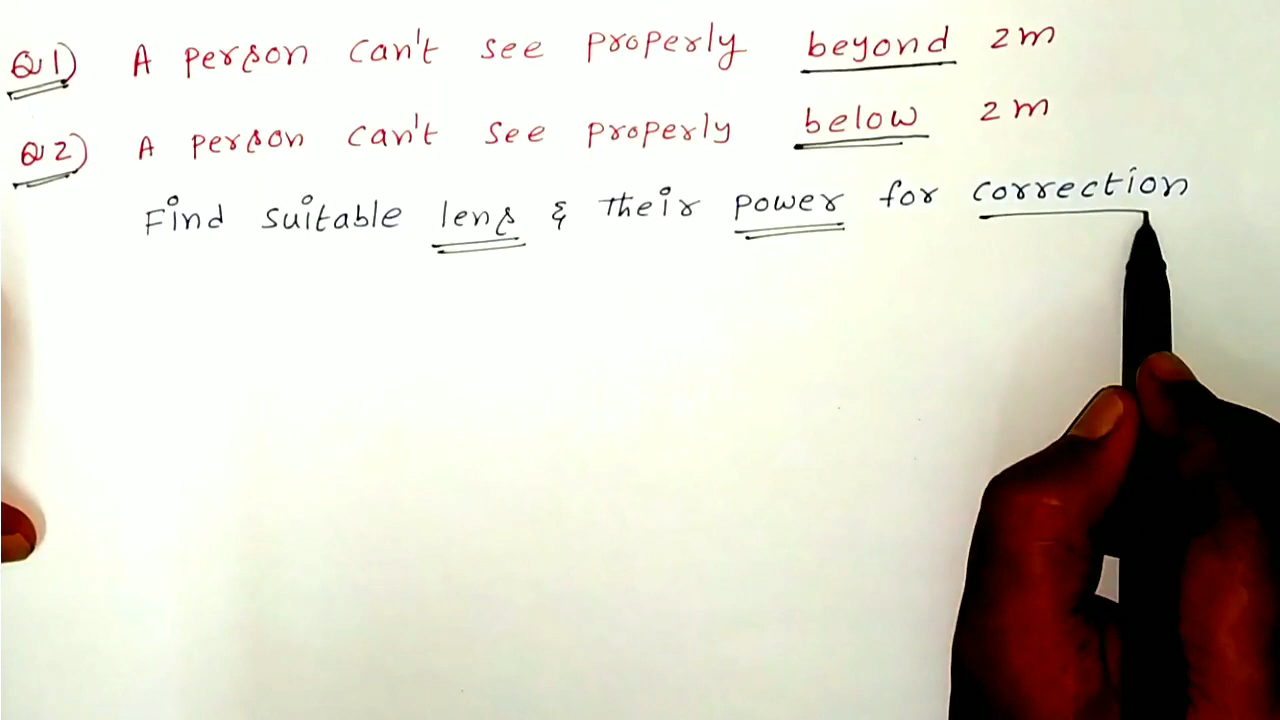 Q1) A person can't see properly beyond 2m
Q2) A person can't see properly below 2m
Find suitable lens & their power for correction